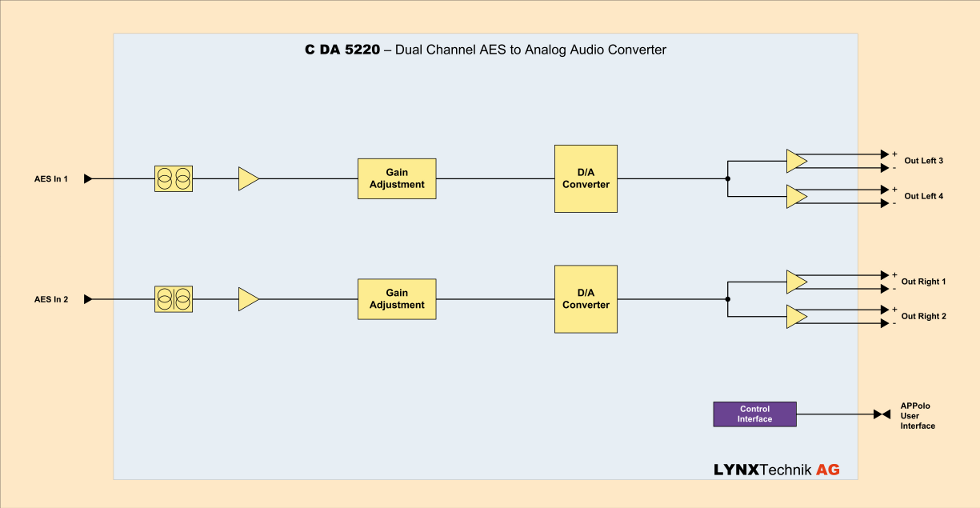 C DA 5220 – Dual Channel AES to Analog Audio Converter
AES In 1
Gain
Adjustment
D/A
Converter
+
Out Left 3
-
+
Out Left 4
-
AES In 2
Gain
Adjustment
D/A
Converter
+
Out Right 1
-
+
Out Right 2
-
Control
Interface
APPolo
User
Interface
LYNXTechnik AG